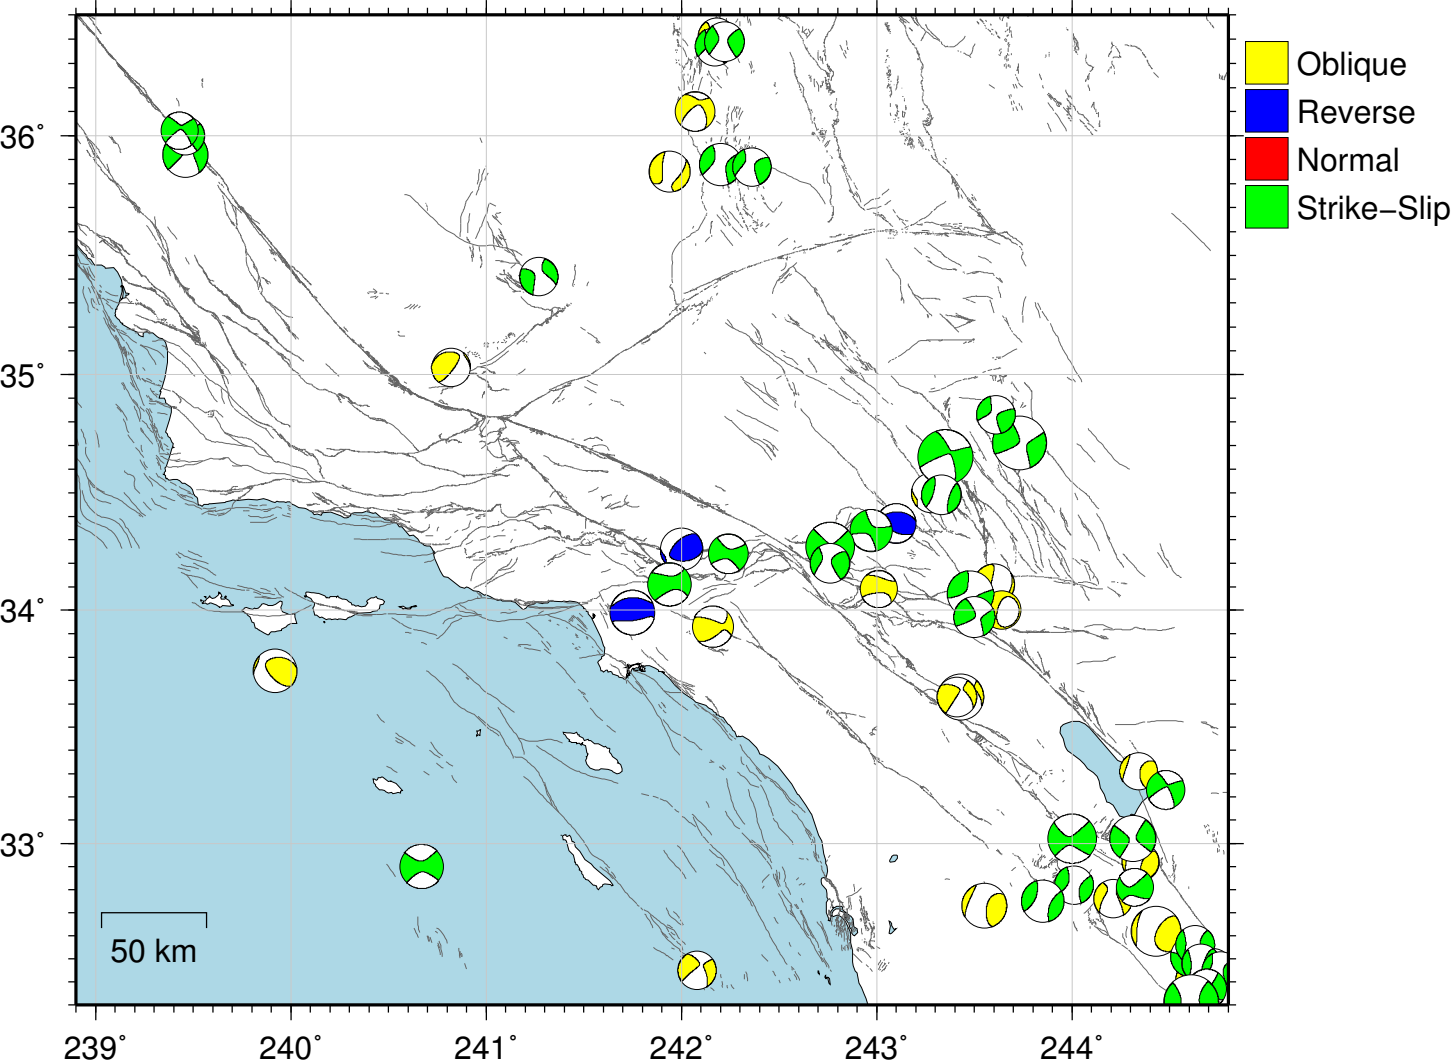 Oblique
Reverse
Normal
Strike−Slip
36˚
35˚
34˚
33˚
50 km
239˚ 240˚ 241˚ 242˚ 243˚ 244˚